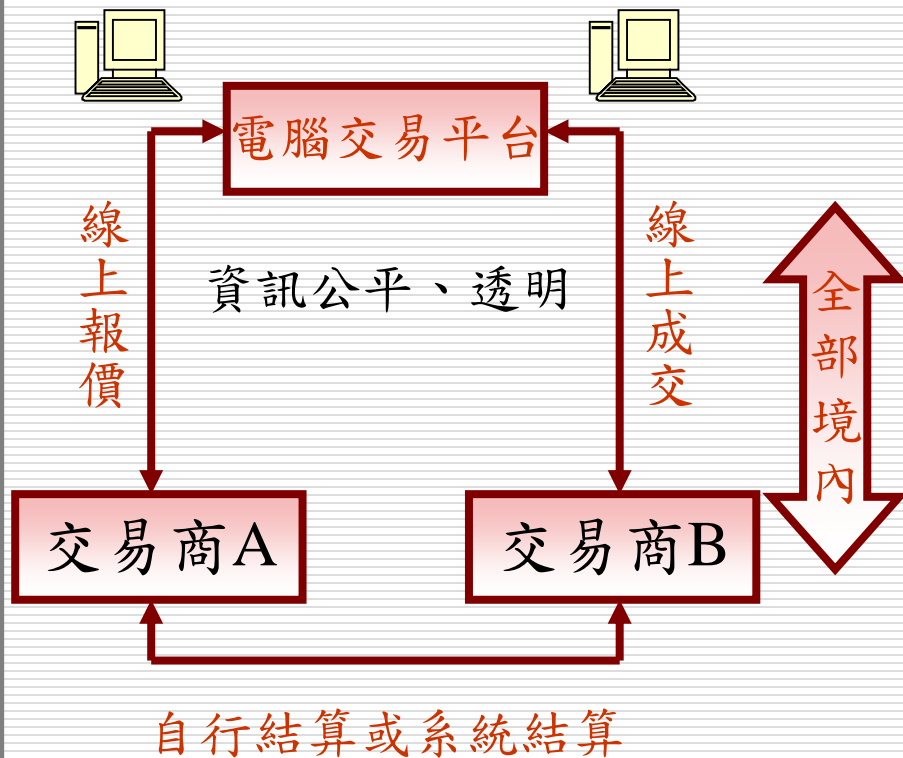 電腦交易平台
線上報價
資訊公平、透明
線上成交
全部境內
交易商A
交易商B
自行結算或系統結算